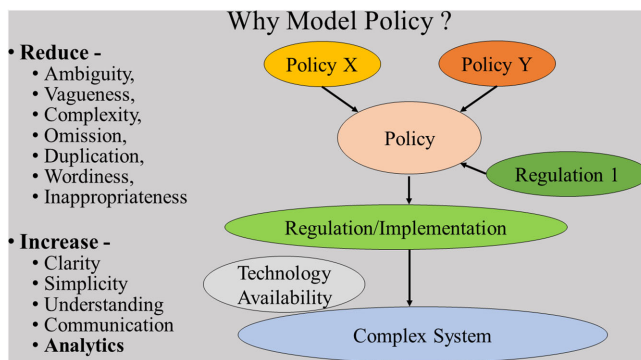 Why Model Policy ?
• Reduce -
• Ambiguity,
• Vagueness,
• Complexity,
• Omission,
• Duplication,
• Wordiness,
• Inappropriateness
• Increase -
• Clarity
• Simplicity
• Understanding
• Communication
• Analytics
Policy X
Policy Y
Policy
Regulation 1
Regulation/Implementation
Technology
Availability
Complex System